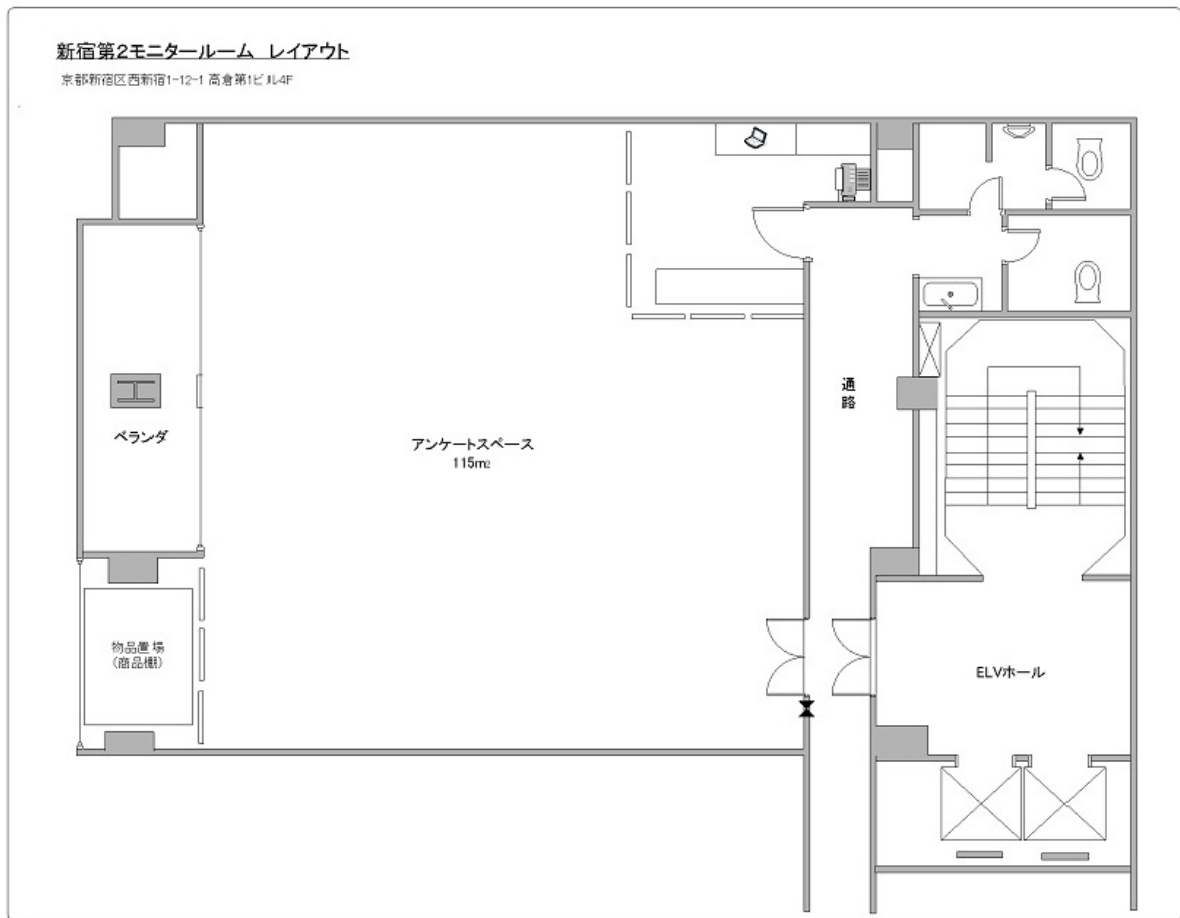 新宿第2モニタールーム レイアウト
京都新宿区西新宿1-12-1 高倉第1ビル4F
通路
ベランダ
アンケートスペース
115m²
物品置場
(商品棚)
ELVホール